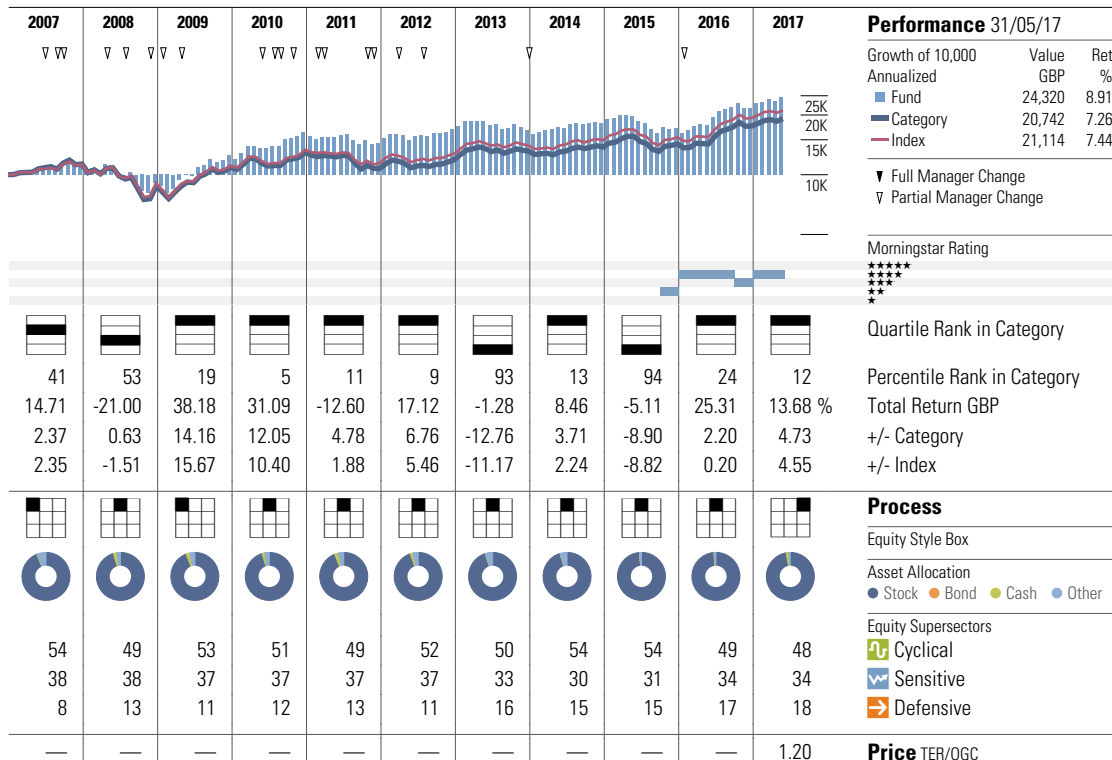 2007 2008 2009 2010 2011 2012 2013 2014 2015 2016 2017
Performance 31/05/17
Growth of 10,000 Value Ret
Annualized GBP %
Fund 24,320 8.91
Category 20,742 7.26
Index 21,114 7.44
▼ Full Manager Change
▽ Partial Manager Change
25K
20K
15K
10K
Morningstar Rating
★★★★★
★★★★
★★★
★★
★
Quartile Rank in Category
41 53 19 5 11 9 93 13 94 24 12 Percentile Rank in Category
14.71 -21.00 38.18 31.09 -12.60 17.12 -1.28 8.46 -5.11 25.31 13.68 % Total Return GBP
2.37 0.63 14.16 12.05 4.78 6.76 -12.76 3.71 -8.90 2.20 4.73 +/- Category
2.35 -1.51 15.67 10.40 1.88 5.46 -11.17 2.24 -8.82 0.20 4.55 +/- Index
Process
Equity Style Box
Asset Allocation
Stock Bond Cash Other
Equity Supersectors
54 49 53 51 49 52 50 54 54 49 48 Cyclical
38 38 37 37 37 37 33 30 31 34 34 Sensitive
8 13 11 12 13 11 16 15 15 17 18 Defensive
— — — — — — — — — — 1.20 Price TER/OGC